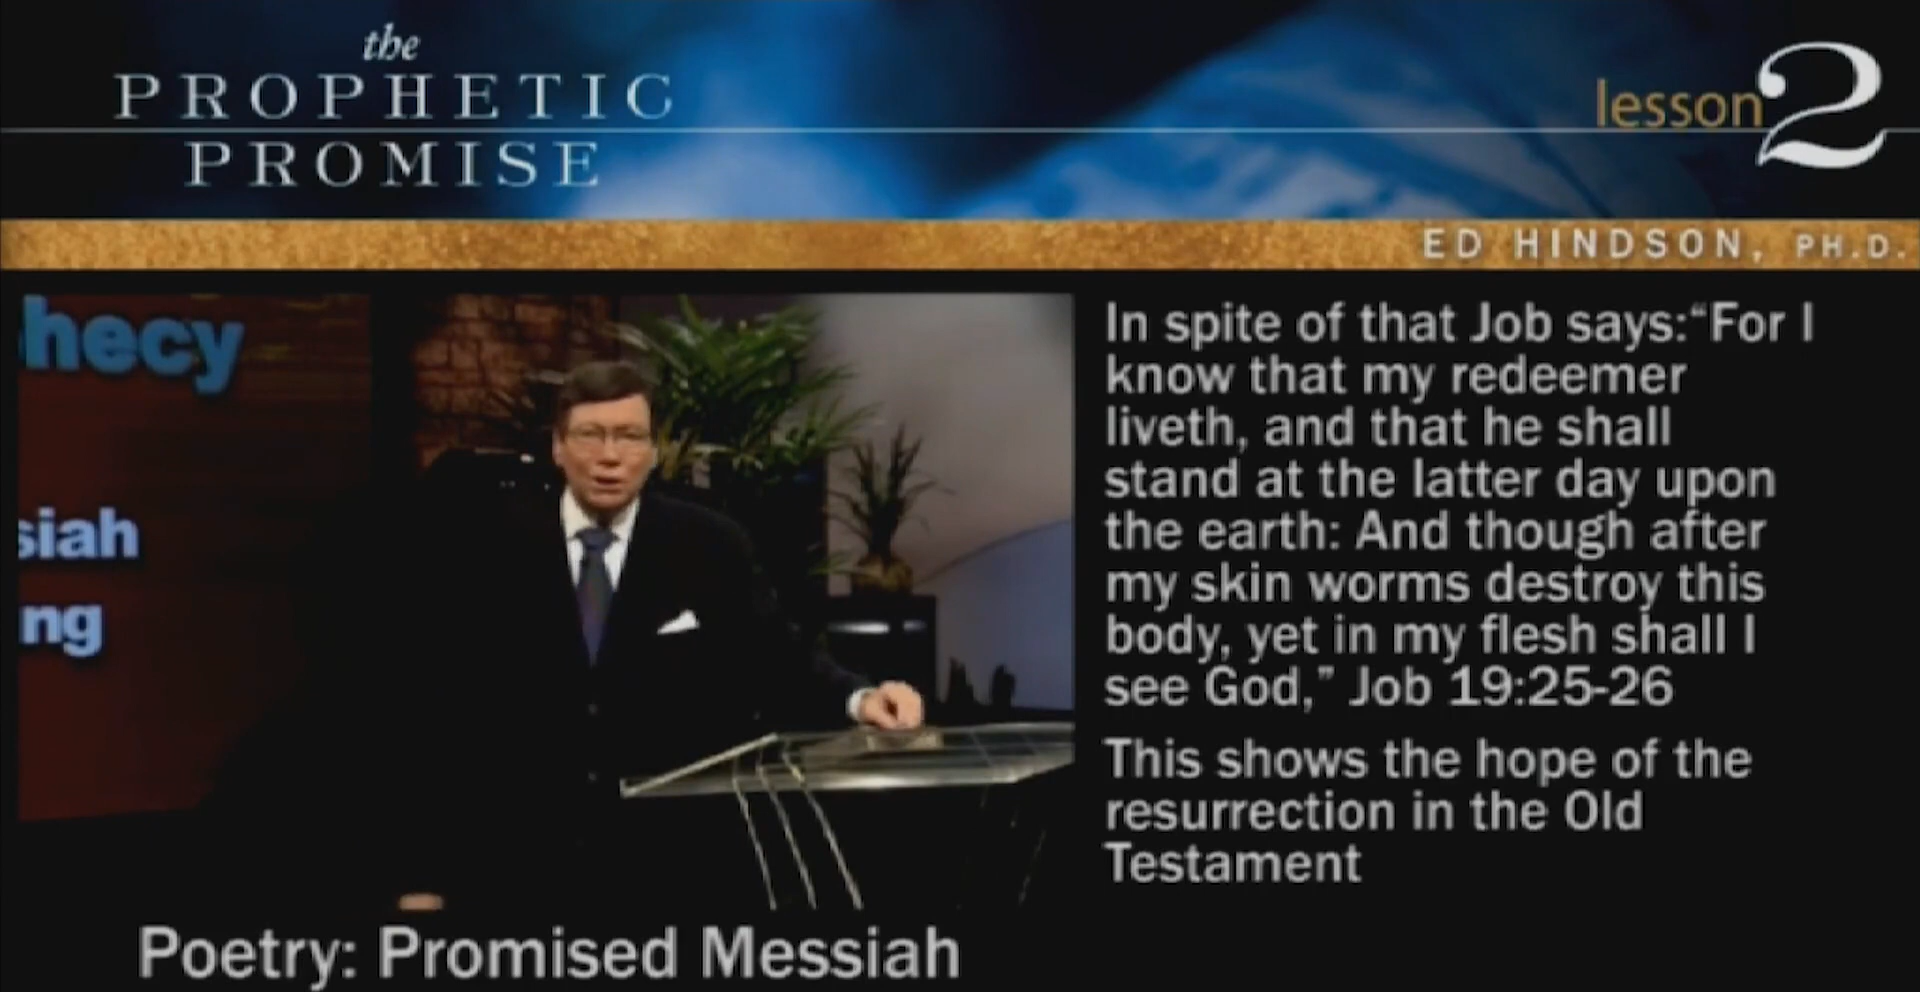 the
PROPHETIC
PROMISE
lesson 2
ED HINDSON, PH.D.
hecy
siah
ng
In spite of that Job says:“For I
know that my redeemer
liveth, and that he shall
stand at the latter day upon
the earth: And though after
my skin worms destroy this
body, yet in my flesh shall I
see God,” Job 19:25-26
This shows the hope of the
resurrection in the Old
Testament
Poetry: Promised Messiah